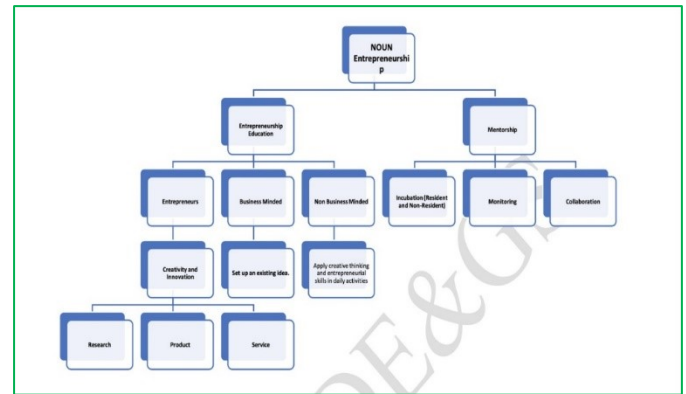 NOUN
Entrepreneurshi
p
Entrepreneurship
Education
Mentorship
Entrepreneurs
Business Minded
Non Business Minded
Incubation (Resident
and Non-Resident)
Monitoring
Collaboration
Creativity and
Innovation
Set up an existing idea.
Apply creative thinking
and entrepreneurial
skills in daily activities
Research
Product
Service
DE&GS